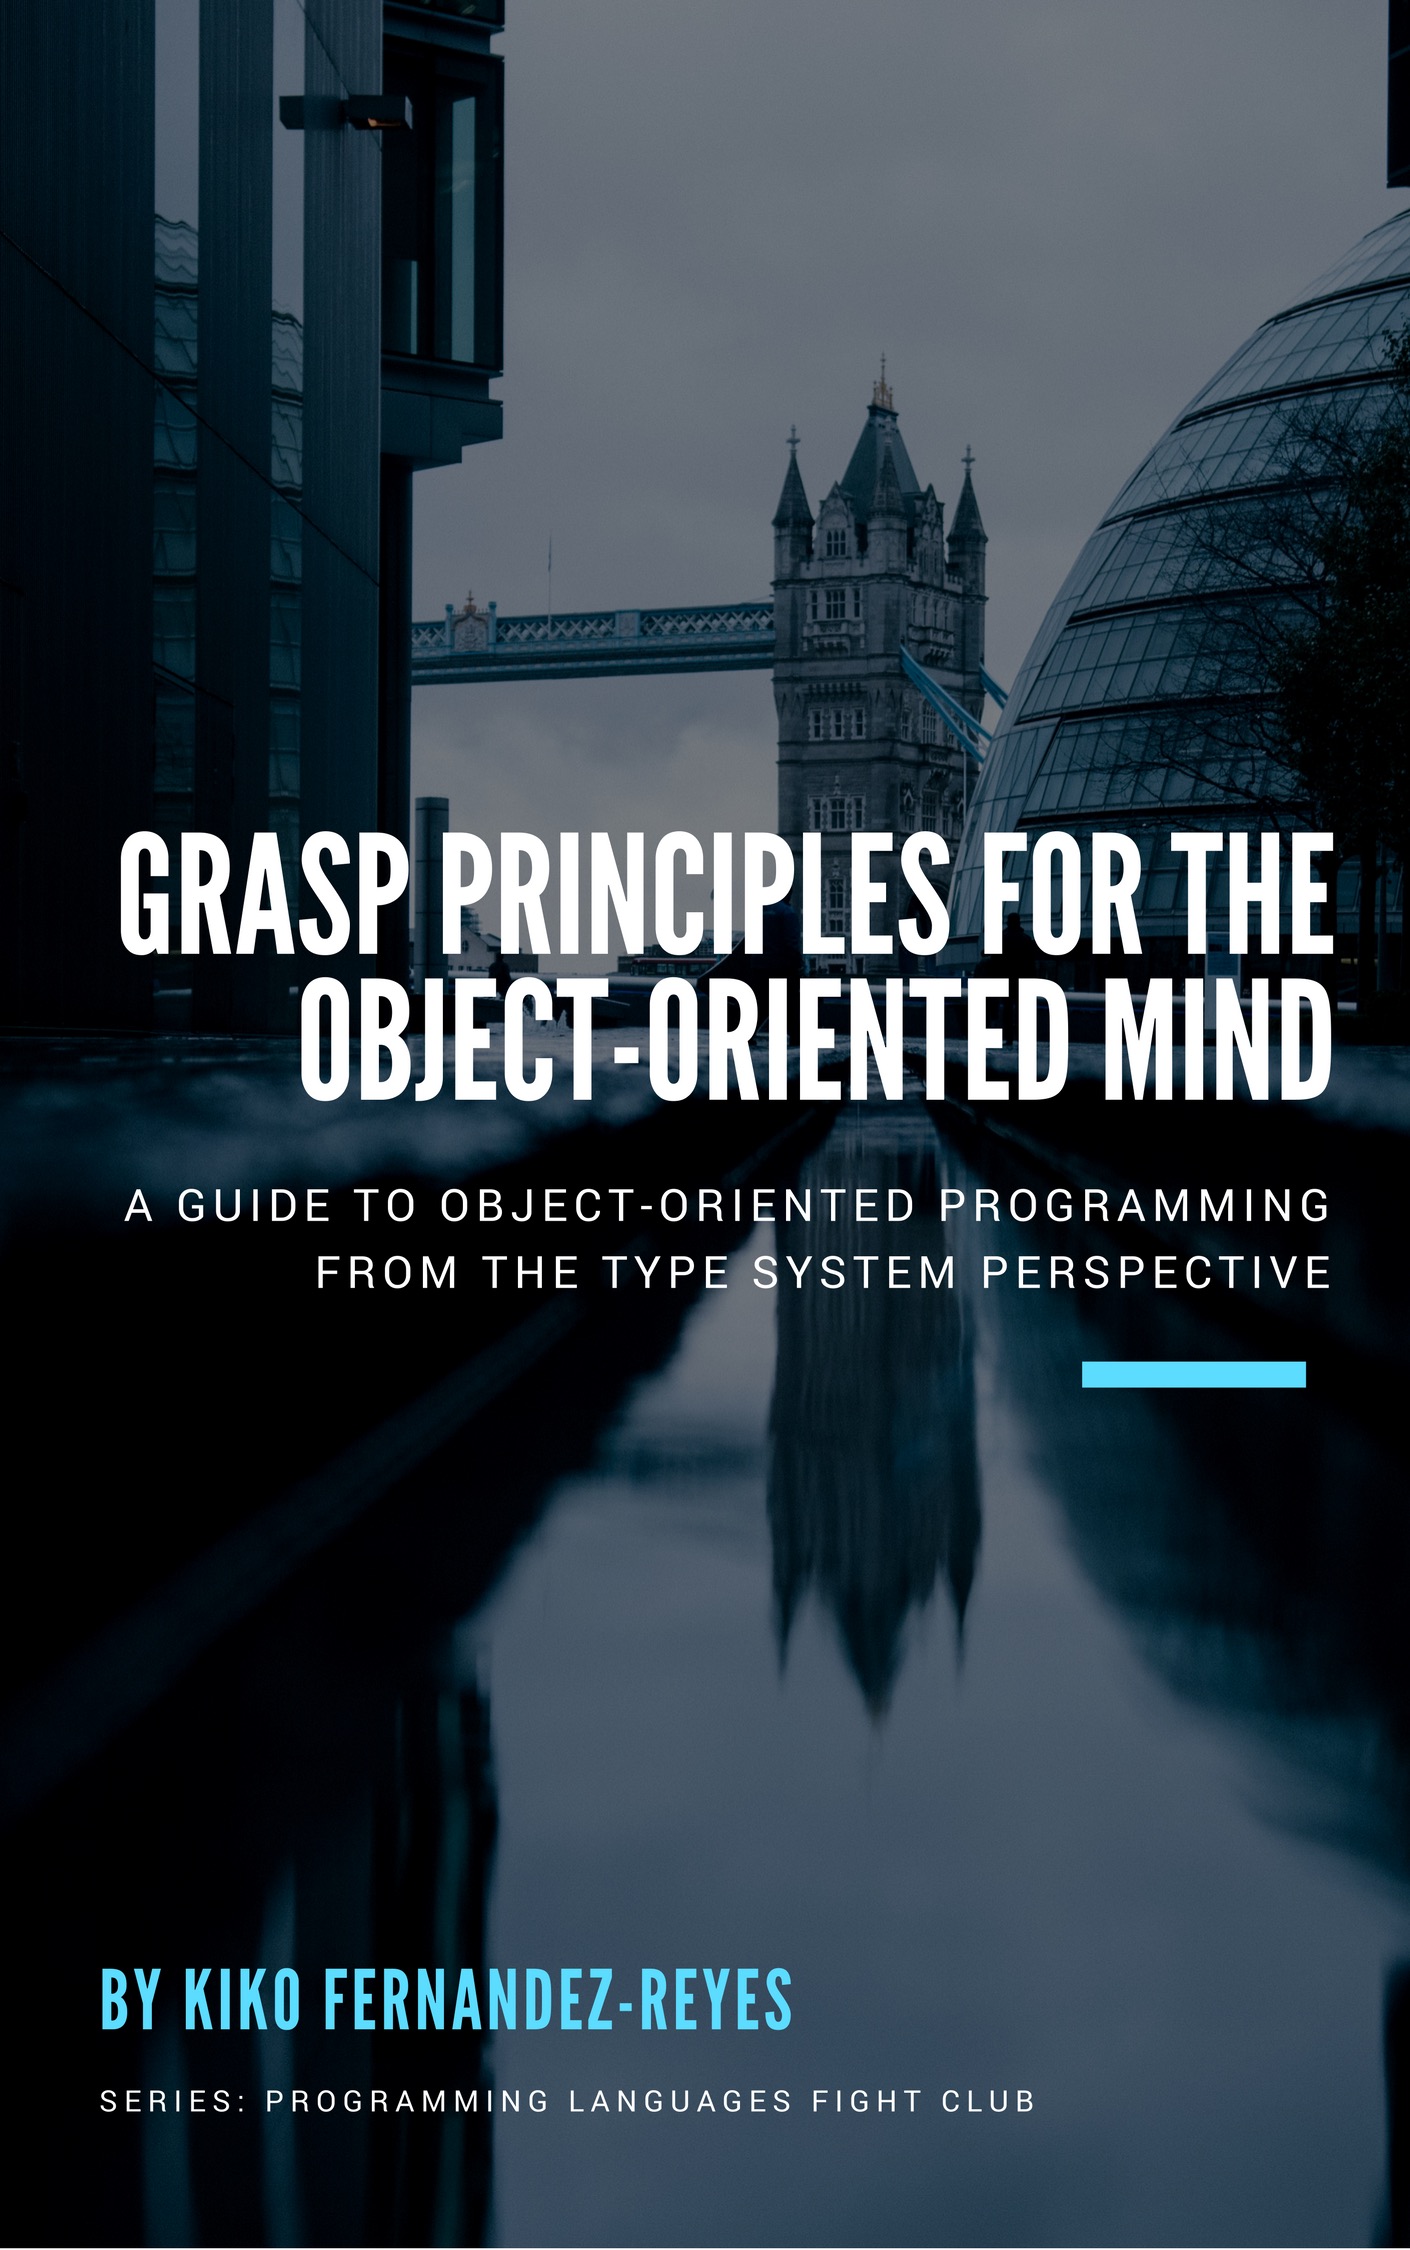 GRASP PRINCIPLES FOR THE
OBJECT-ORIENTED MIND
A GUIDE TO OBJECT-ORIENTED PROGRAMMING
FROM THE TYPE SYSTEM PERSPECTIVE
BY KIKO FERNANDEZ-REYES
SERIES: PROGRAMMING LANGUAGES FIGHT CLUB